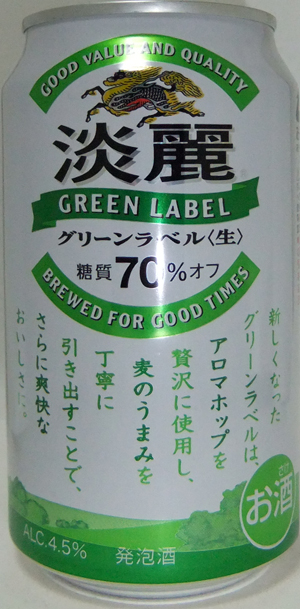 GOOD VALUE AND QUALITY
淡麗
GREEN LABEL
グリーンラベル〈生〉
糖質70%オフ
BREWED FOR GOOD TIMES
新しくなった
グリーンラベルは、
アロマホップを
贅沢に使用し、
麦のうまみを
丁寧に
引き出すことで、
さらに爽快な
おいしさに。
さけ
お酒
ALC.4.5%
発泡酒